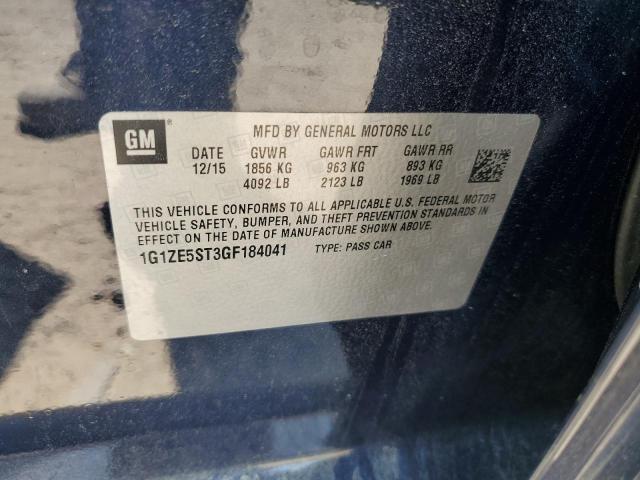 GM
MFD BY GENERAL MOTORS LLC
DATE GVWR GAWR FRT GAWR RR
12/15 1856 KG 963 KG 893 KG
4092 LB 2123 LB 1969 LB
THIS VEHICLE CONFORMS TO ALL APPLICABLE U.S. FEDERAL MOTOR
VEHICLE SAFETY, BUMPER, AND THEFT PREVENTION STANDARDS IN
EFFECT ON THE DATE OF MANUFACTURE SHOWN ABOVE.
1G1ZE5ST3GF184041 TYPE: PASS CAR